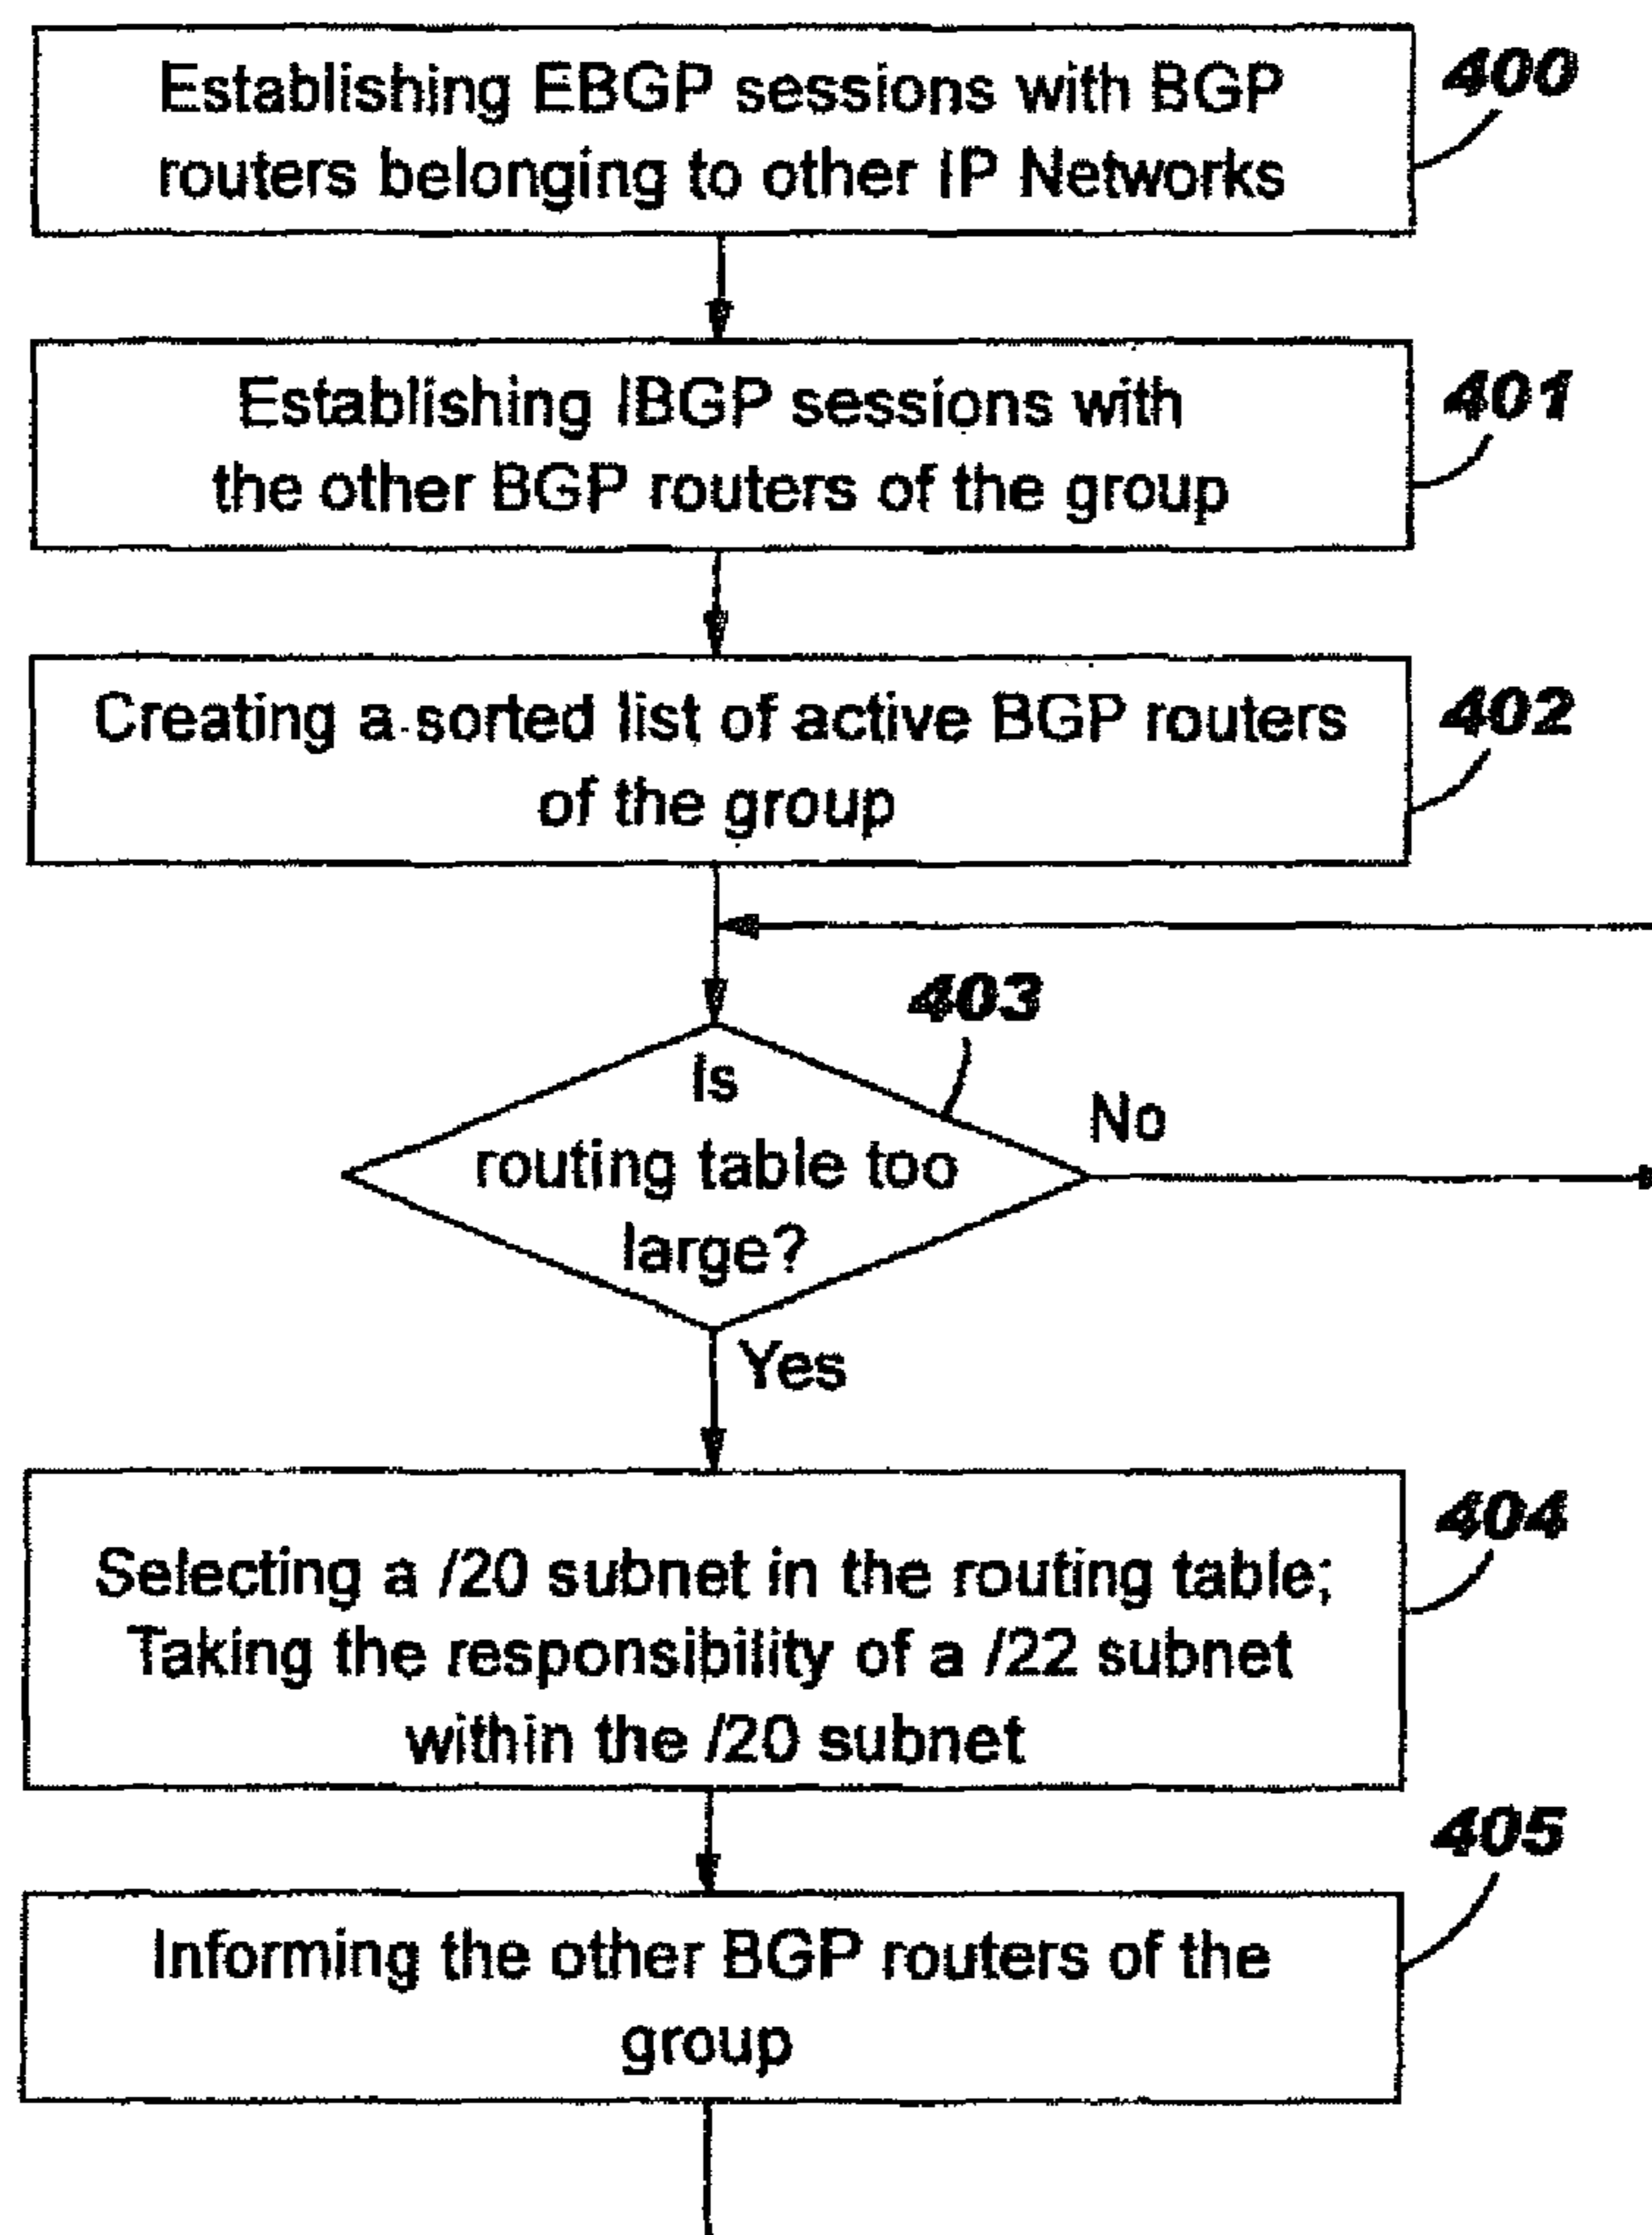 Establishing EBGP sessions with BGP
routers belonging to other IP Networks
400
Establishing IBGP sessions with
the other BGP routers of the group
401
Creating a sorted list of active BGP routers
of the group
402
403
Is
routing table too
large?
No
Yes
Selecting a /20 subnet in the routing table;
Taking the responsibility of a /22 subnet
within the /20 subnet
404
Informing the other BGP routers of the
group
405